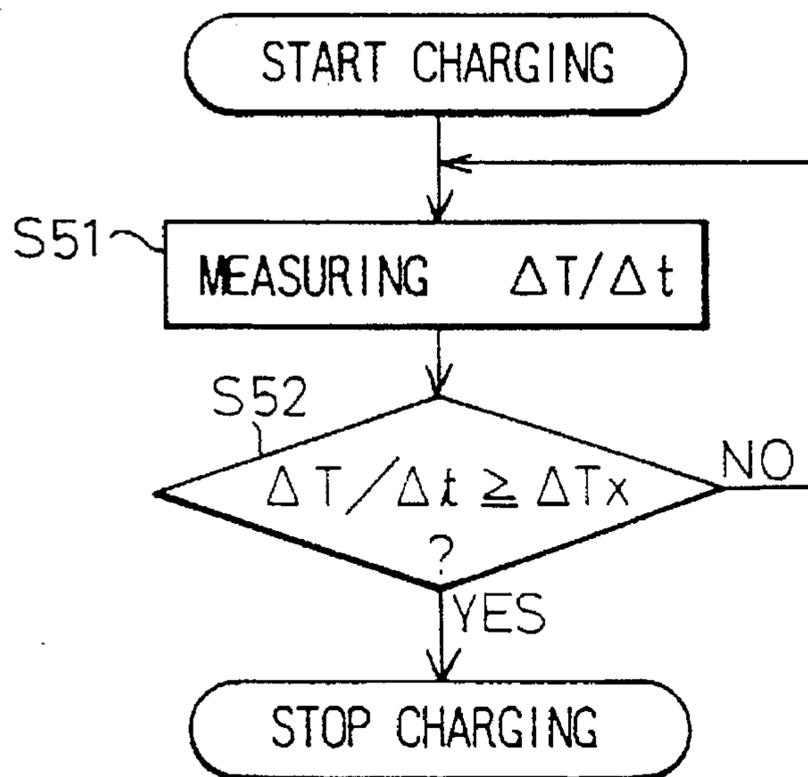 START CHARGING
S51
MEASURING ΔT/Δt
S52
ΔT/Δt ≧ ΔTx
?
NO
YES
STOP CHARGING